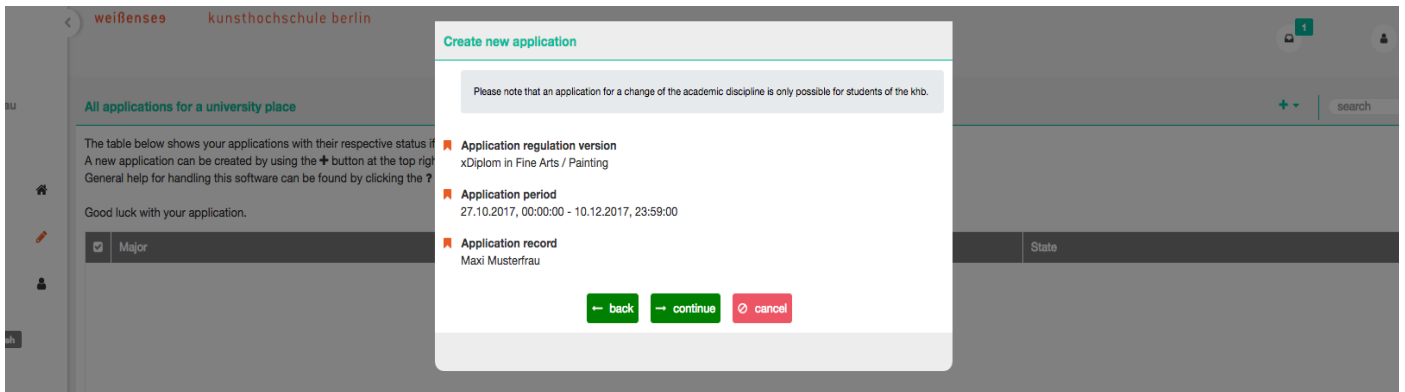 weißensee kunsthochschule berlin
1
Create new application
Please note that an application for a change of the academic discipline is only possible for students of the khb.
au
All applications for a university place
search
The table below shows your applications with their respective status if
A new application can be created by using the + button at the top righ
General help for handling this software can be found by clicking the ?
Good luck with your application.
Application regulation version
xDiplom in Fine Arts / Painting
Application period
27.10.2017, 00:00:00 - 10.12.2017, 23:59:00
Application record
Maxi Musterfrau
Major
State
← back
→ continue
cancel
sh